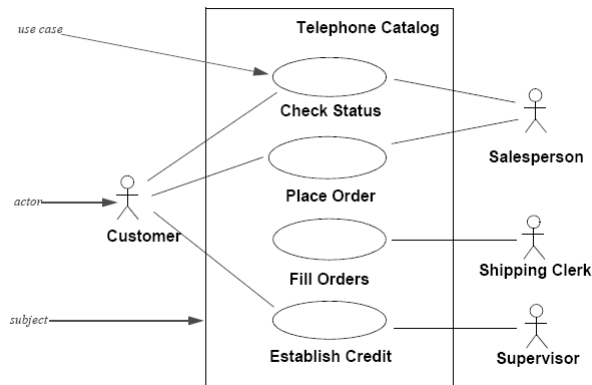 use case
Telephone Catalog
Check Status
Salesperson
Place Order
actor
Customer
Fill Orders
Shipping Clerk
subject
Establish Credit
Supervisor